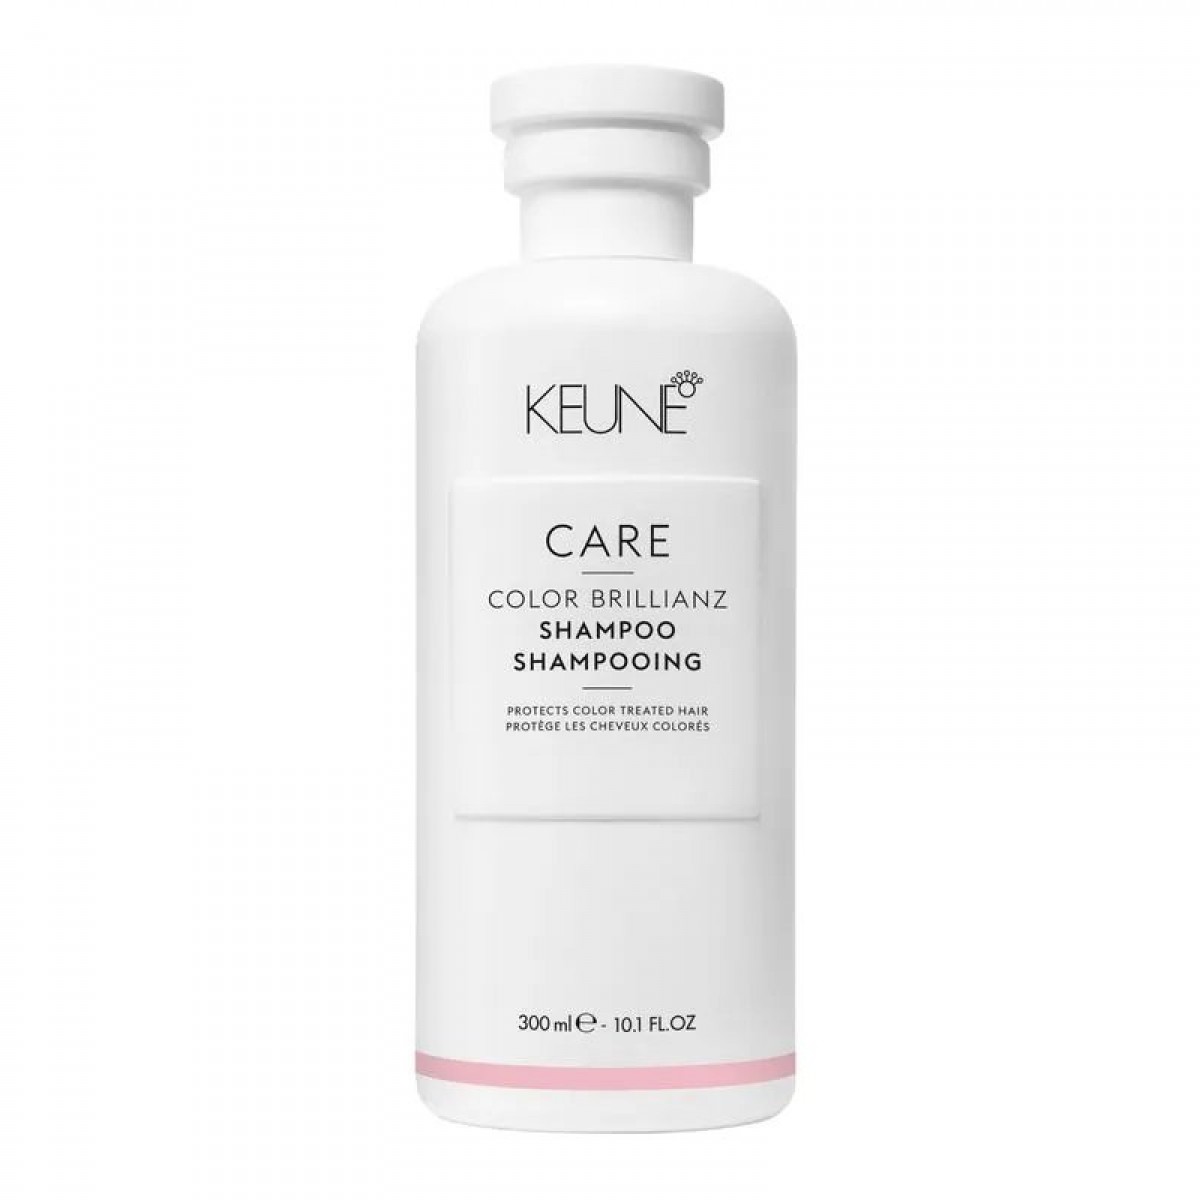 KEUNE
CARE
COLOR BRILLIANZ
SHAMPOO
SHAMPOOING
PROTECTS COLOR TREATED HAIR
PROTÈGE LES CHEVEUX COLORÉS
300 ml ℮ - 10.1 FL.OZ